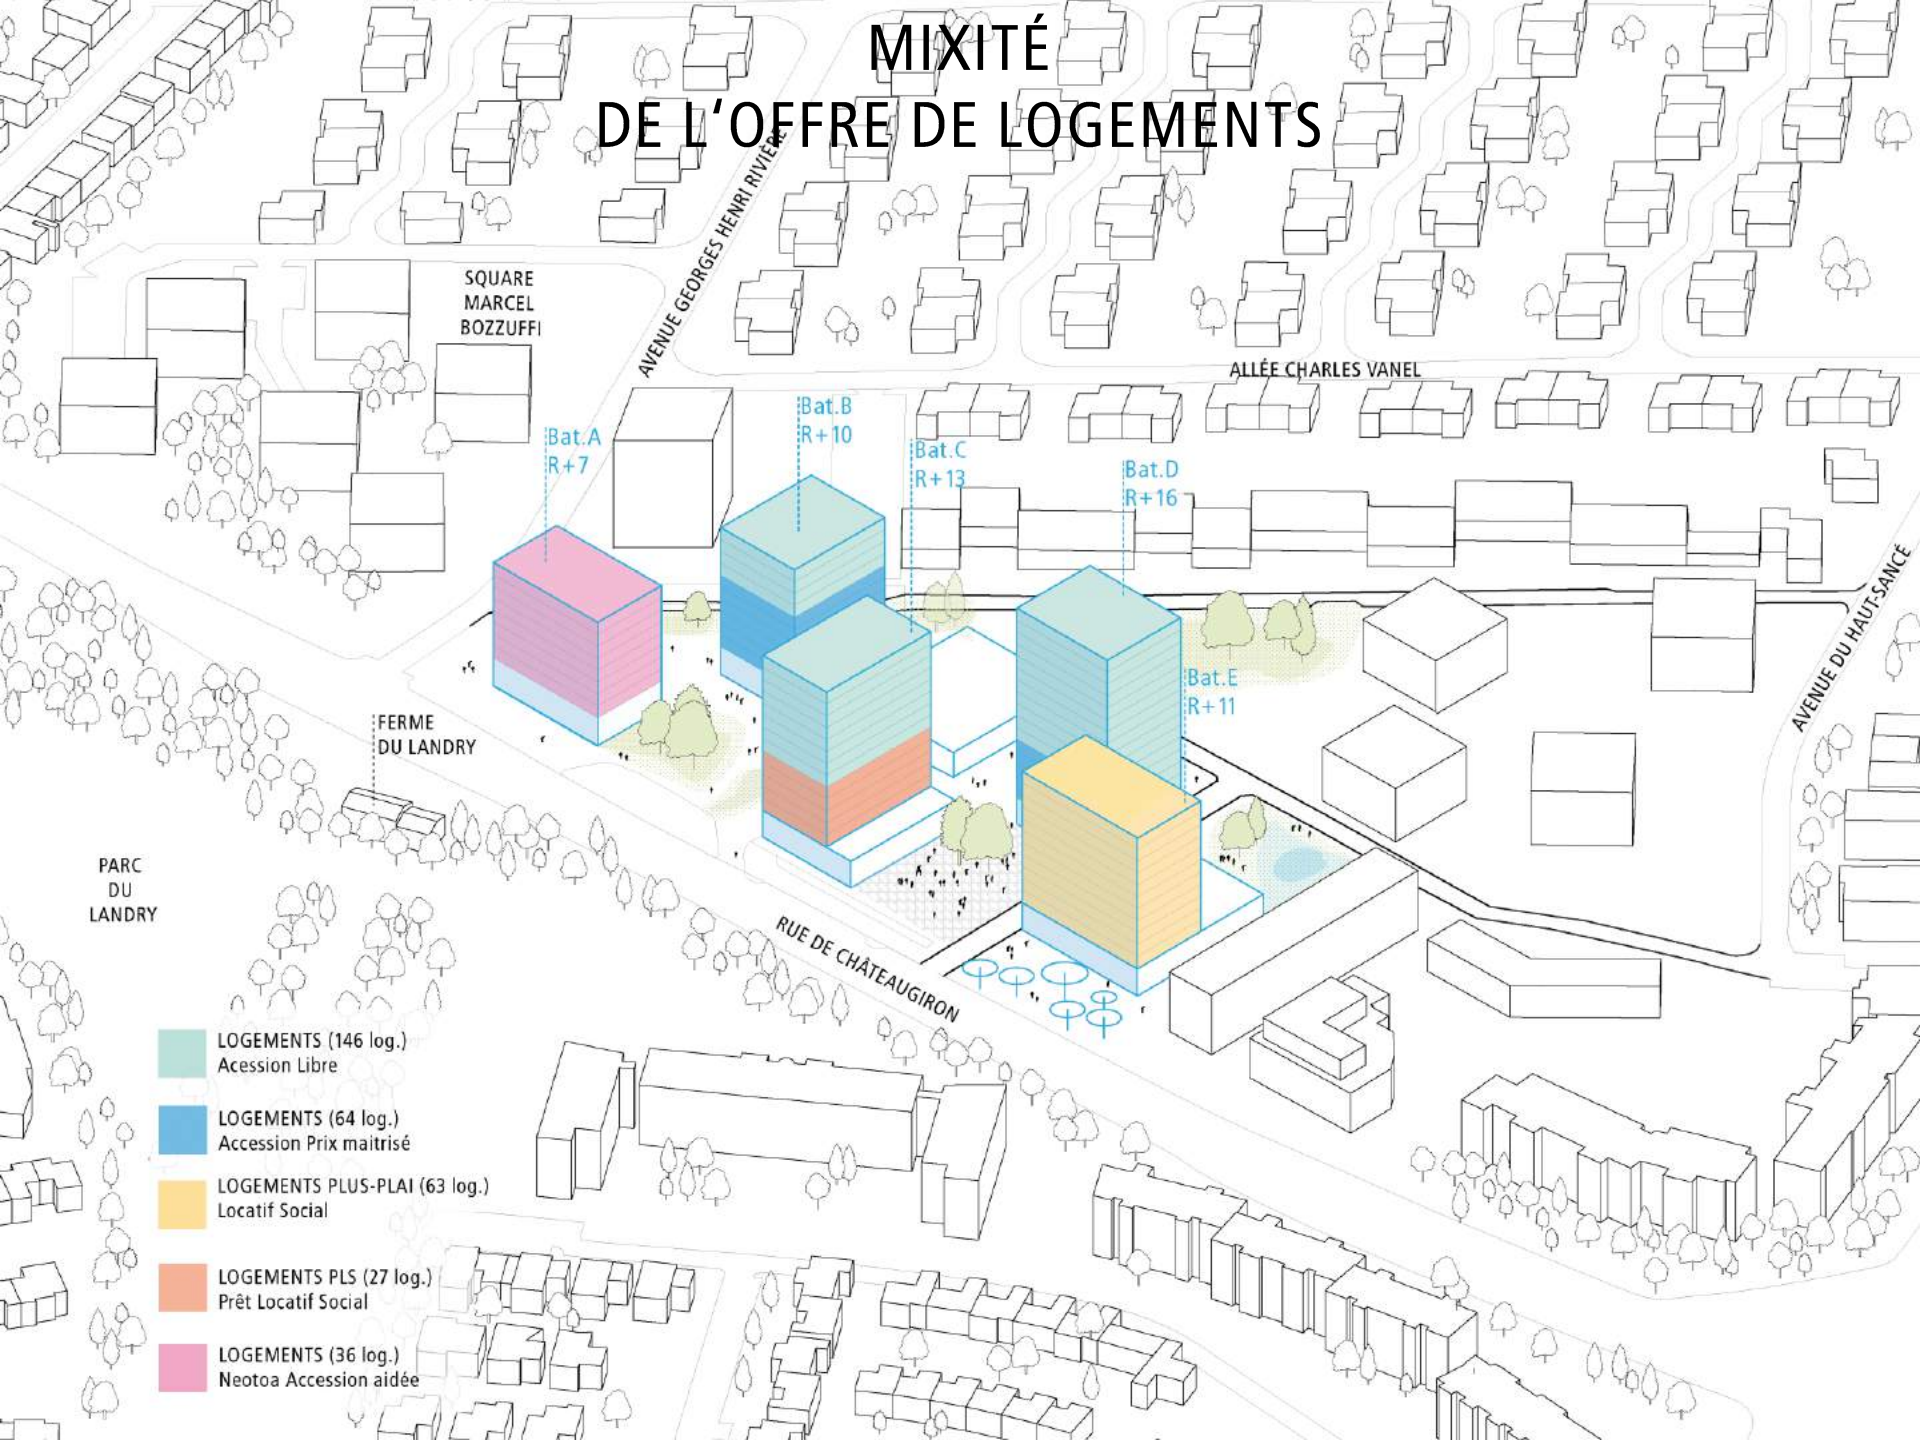 MIXITÉ
DE L‘OFFRE DE LOGEMENTS
AVENUE GEORGES HENRI RIVIÈRE
SQUARE
MARCEL
BOZZUFFI
ALLÉE CHARLES VANEL
Bat.A
R+7
Bat.B
R+10
Bat.C
R+13
Bat.D
R+16
Bat.E
R+11
AVENUE DU HAUT-SANCÉ
FERME
DU LANDRY
PARC
DU
LANDRY
RUE DE CHÂTEAUGIRON
LOGEMENTS (146 log.)
Acession Libre
LOGEMENTS (64 log.)
Accession Prix maitrisé
LOGEMENTS PLUS-PLAI (63 log.)
Locatif Social
LOGEMENTS PLS (27 log.)
Prêt Locatif Social
LOGEMENTS (36 log.)
Neotoa Accession aidée